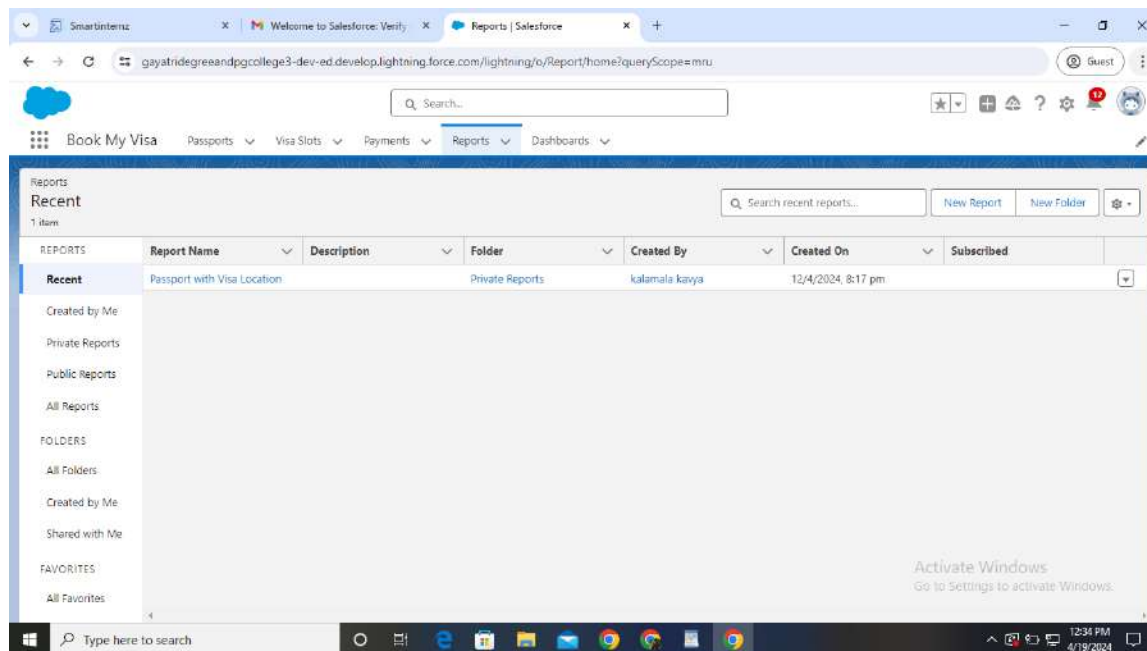 Smartinternz
Welcome to Salesforce: Verify
Reports | Salesforce
gayatridegreeandpgcollege3-dev-ed.develop.lightning.force.com/lightning/o/Report/home?queryScope=mru
Guest
Search...
12
Book My Visa
Passports
Visa Slots
Payments
Reports
Dashboards
Reports
Recent
1 item
Search recent reports...
New Report
New Folder
REPORTS
Report Name
Description
Folder
Created By
Created On
Subscribed
Recent
Passport with Visa Location
Private Reports
kalamala kavya
12/4/2024, 8:17 pm
Created by Me
Private Reports
Public Reports
All Reports
FOLDERS
All Folders
Created by Me
Shared with Me
FAVORITES
All Favorites
Activate Windows
Go to Settings to activate Windows.
Type here to search
12:34 PM
4/19/2024